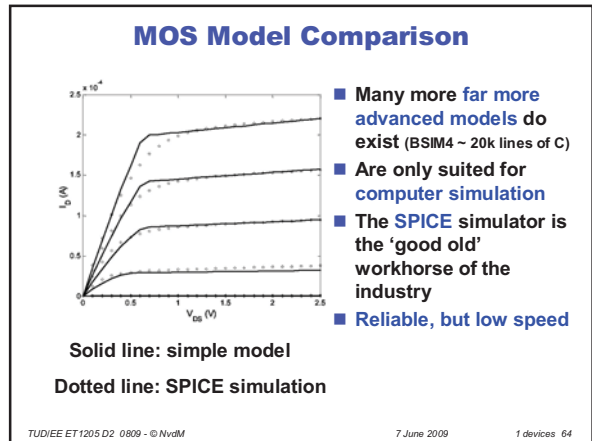 MOS Model Comparison
x 10^-4
2.5
2
1.5
1
0.5
0
I_D (A)
0 0.5 1 1.5 2 2.5
V_DS (V)
Solid line: simple model
Dotted line: SPICE simulation
■ Many more far more
advanced models do
exist (BSIM4 ~ 20k lines of C)
■ Are only suited for
computer simulation
■ The SPICE simulator is
the ‘good old’
workhorse of the
industry
■ Reliable, but low speed
TUD/EE ET1205 D2 0809 - © NvdM 7 June 2009 1 devices 64